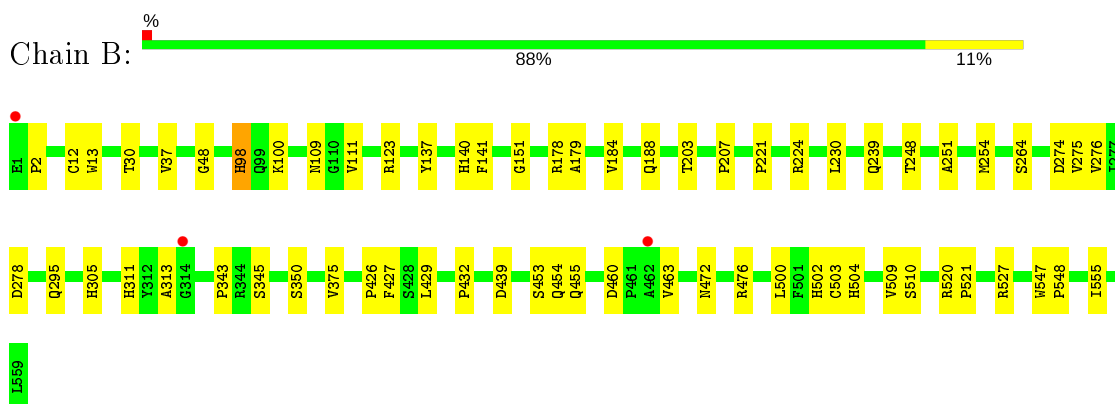 %
Chain B:
88% 11%
E1 P2 C12 W13 T30 V37 G48 H98 Q99 K100 N109 G110 V111 R123 Y137 H140 F141 G151 R178 A179 V184 Q188 T203 P207 P221 R224 L230 Q239 T248 A251 M254 S264 D274 V275 V276 I277
D278 Q295 H305 H311 Y312 A313 G314 P343 R344 S345 S350 V375 P426 F427 S428 L429 P432 D439 S453 Q454 Q455 D460 P461 A462 V463 N472 R476 L500 F501 H502 C503 H504 V509 S510 R520 P521 R527 W547 P548 I555
L559